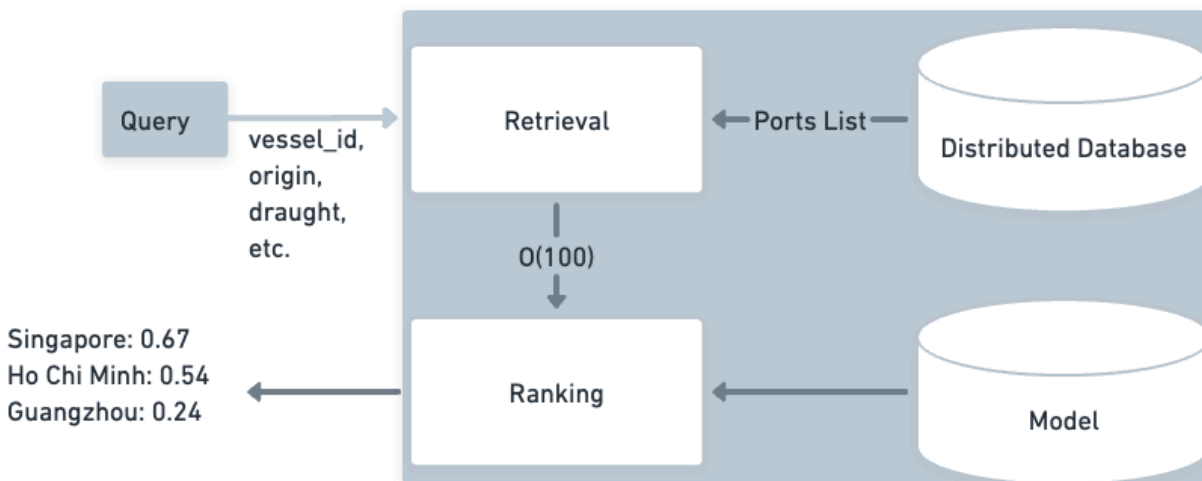 Query
vessel_id,
origin,
draught,
etc.
Retrieval
Ports List
Distributed Database
O(100)
Singapore: 0.67
Ho Chi Minh: 0.54
Guangzhou: 0.24
Ranking
Model